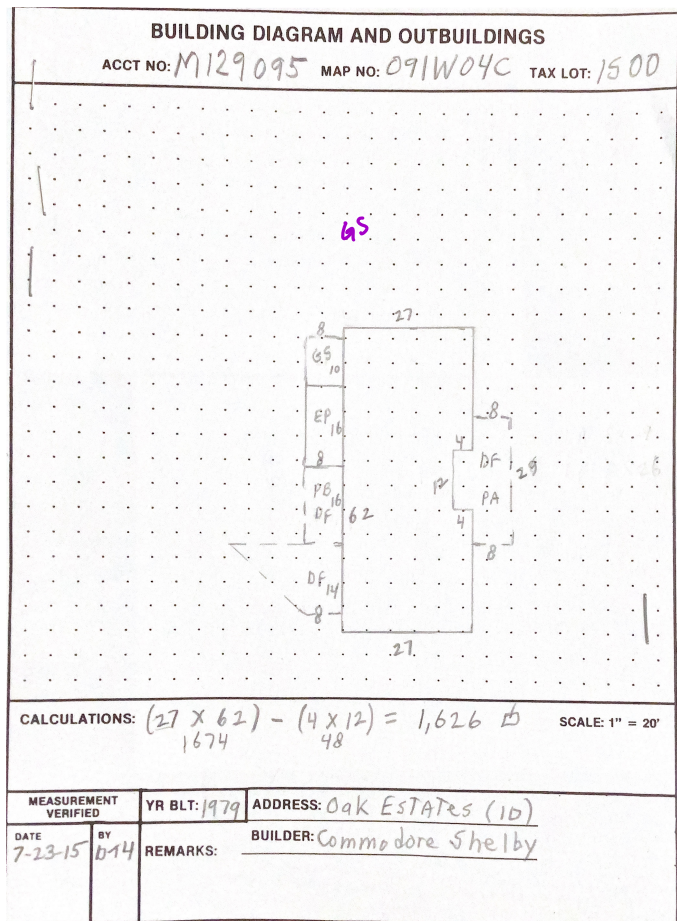 BUILDING DIAGRAM AND OUTBUILDINGS
ACCT NO: M129095 MAP NO: 091W04C TAX LOT: 1500
GS
27
8
GS
10
8
EP
16
4
DF
29
8
12
PB
16
PA
DF
62
4
8
DF
14
8
27
CALCULATIONS: (27 X 62) - (4 X 12) = 1,626 SCALE: 1" = 20'
1674 48
MEASUREMENT VERIFIED YR BLT: 1979 ADDRESS: Oak EsTATes (10)
DATE BY BUILDER: Commodore Shelby
7-23-15 REMARKS: